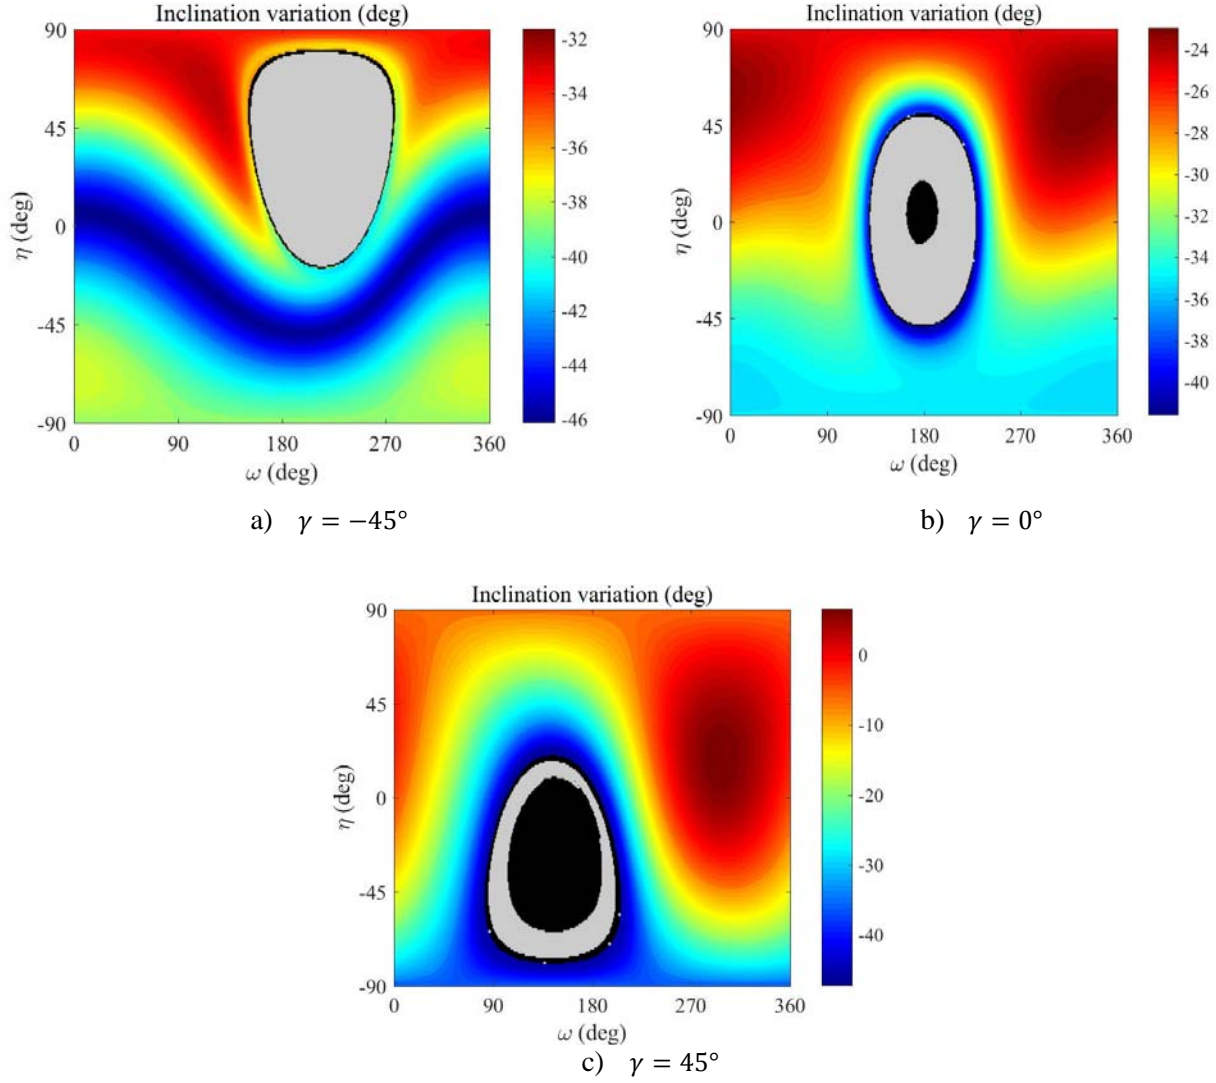 Inclination variation (deg)
90
45
0
-45
-90
η (deg)
0 90 180 270 360
ω (deg)
-32
-34
-36
-38
-40
-42
-44
-46
a) γ = −45°
Inclination variation (deg)
90
45
0
-45
-90
η (deg)
0 90 180 270 360
ω (deg)
-24
-26
-28
-30
-32
-34
-36
-38
-40
b) γ = 0°
Inclination variation (deg)
90
45
0
-45
-90
η (deg)
0 90 180 270 360
ω (deg)
0
-10
-20
-30
-40
c) γ = 45°